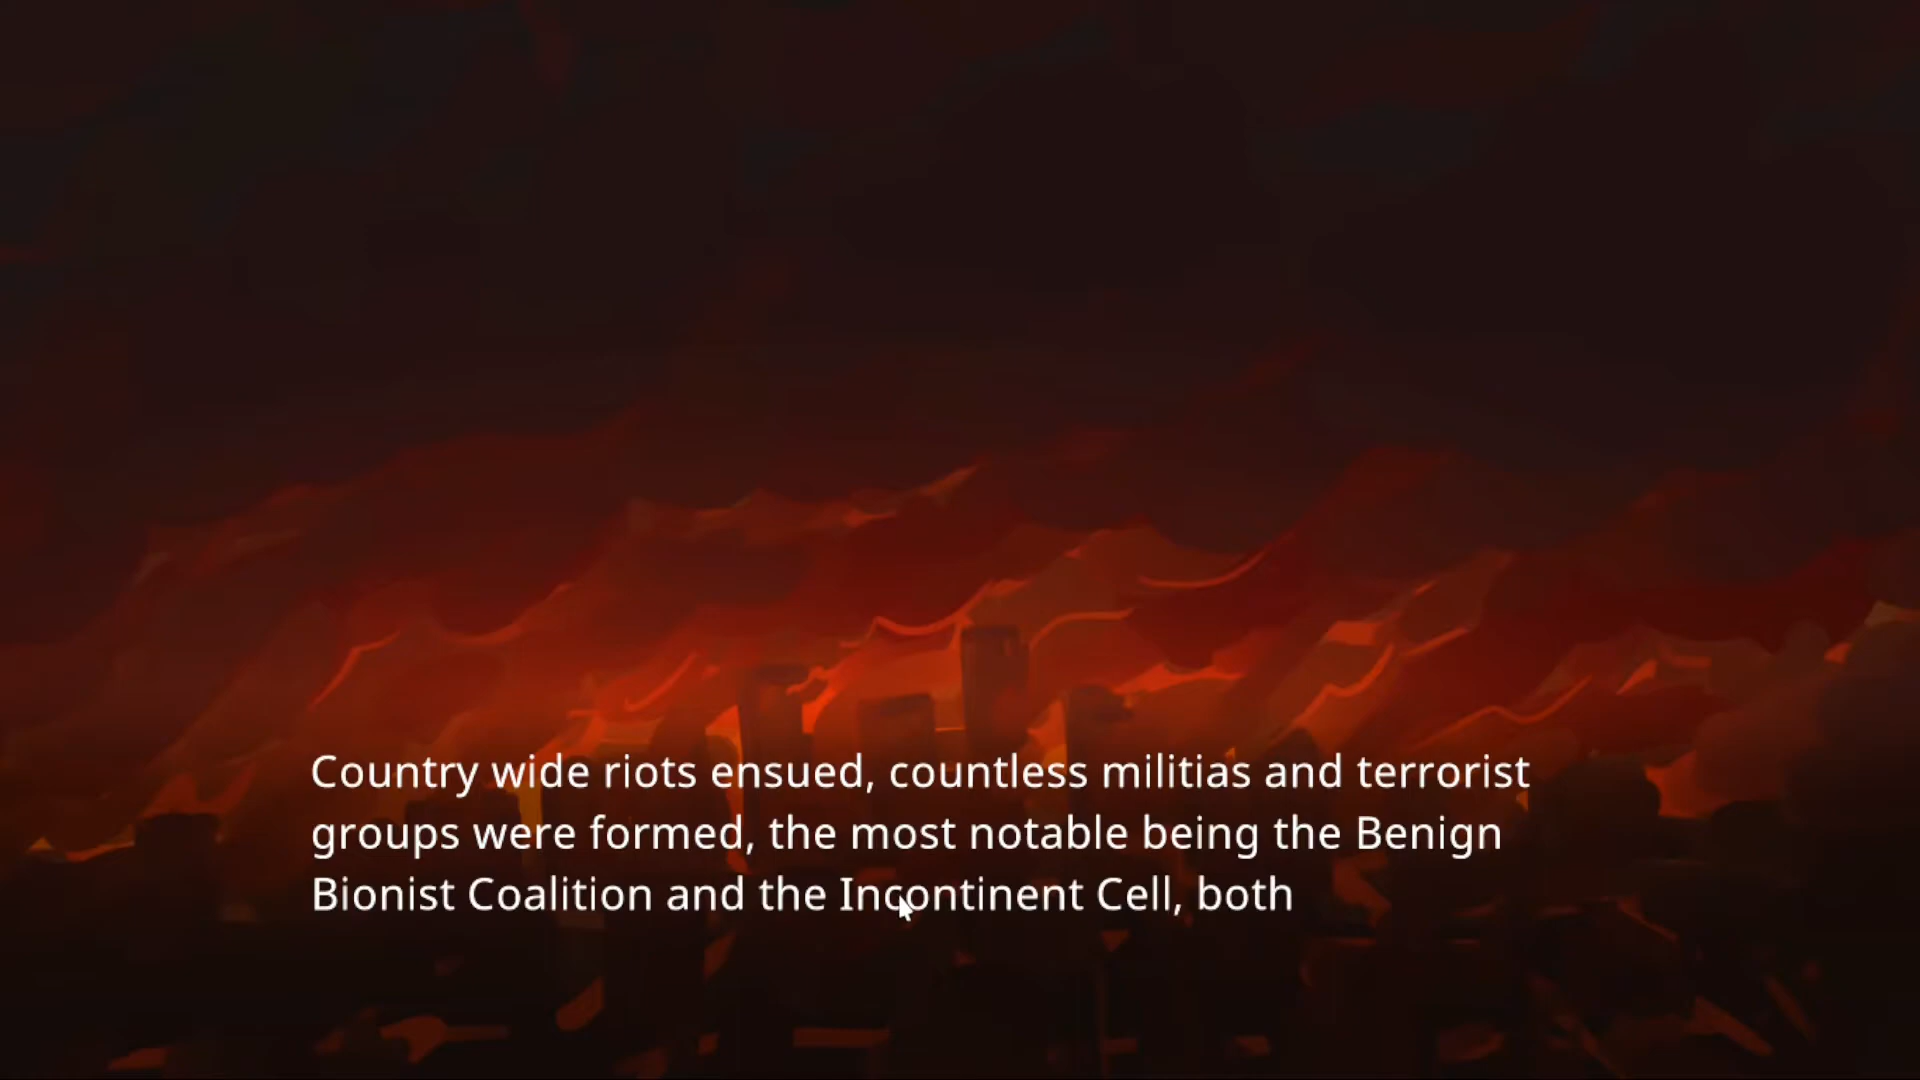 Country wide riots ensued, countless militias and terrorist
groups were formed, the most notable being the Benign
Bionist Coalition and the Incontinent Cell, both